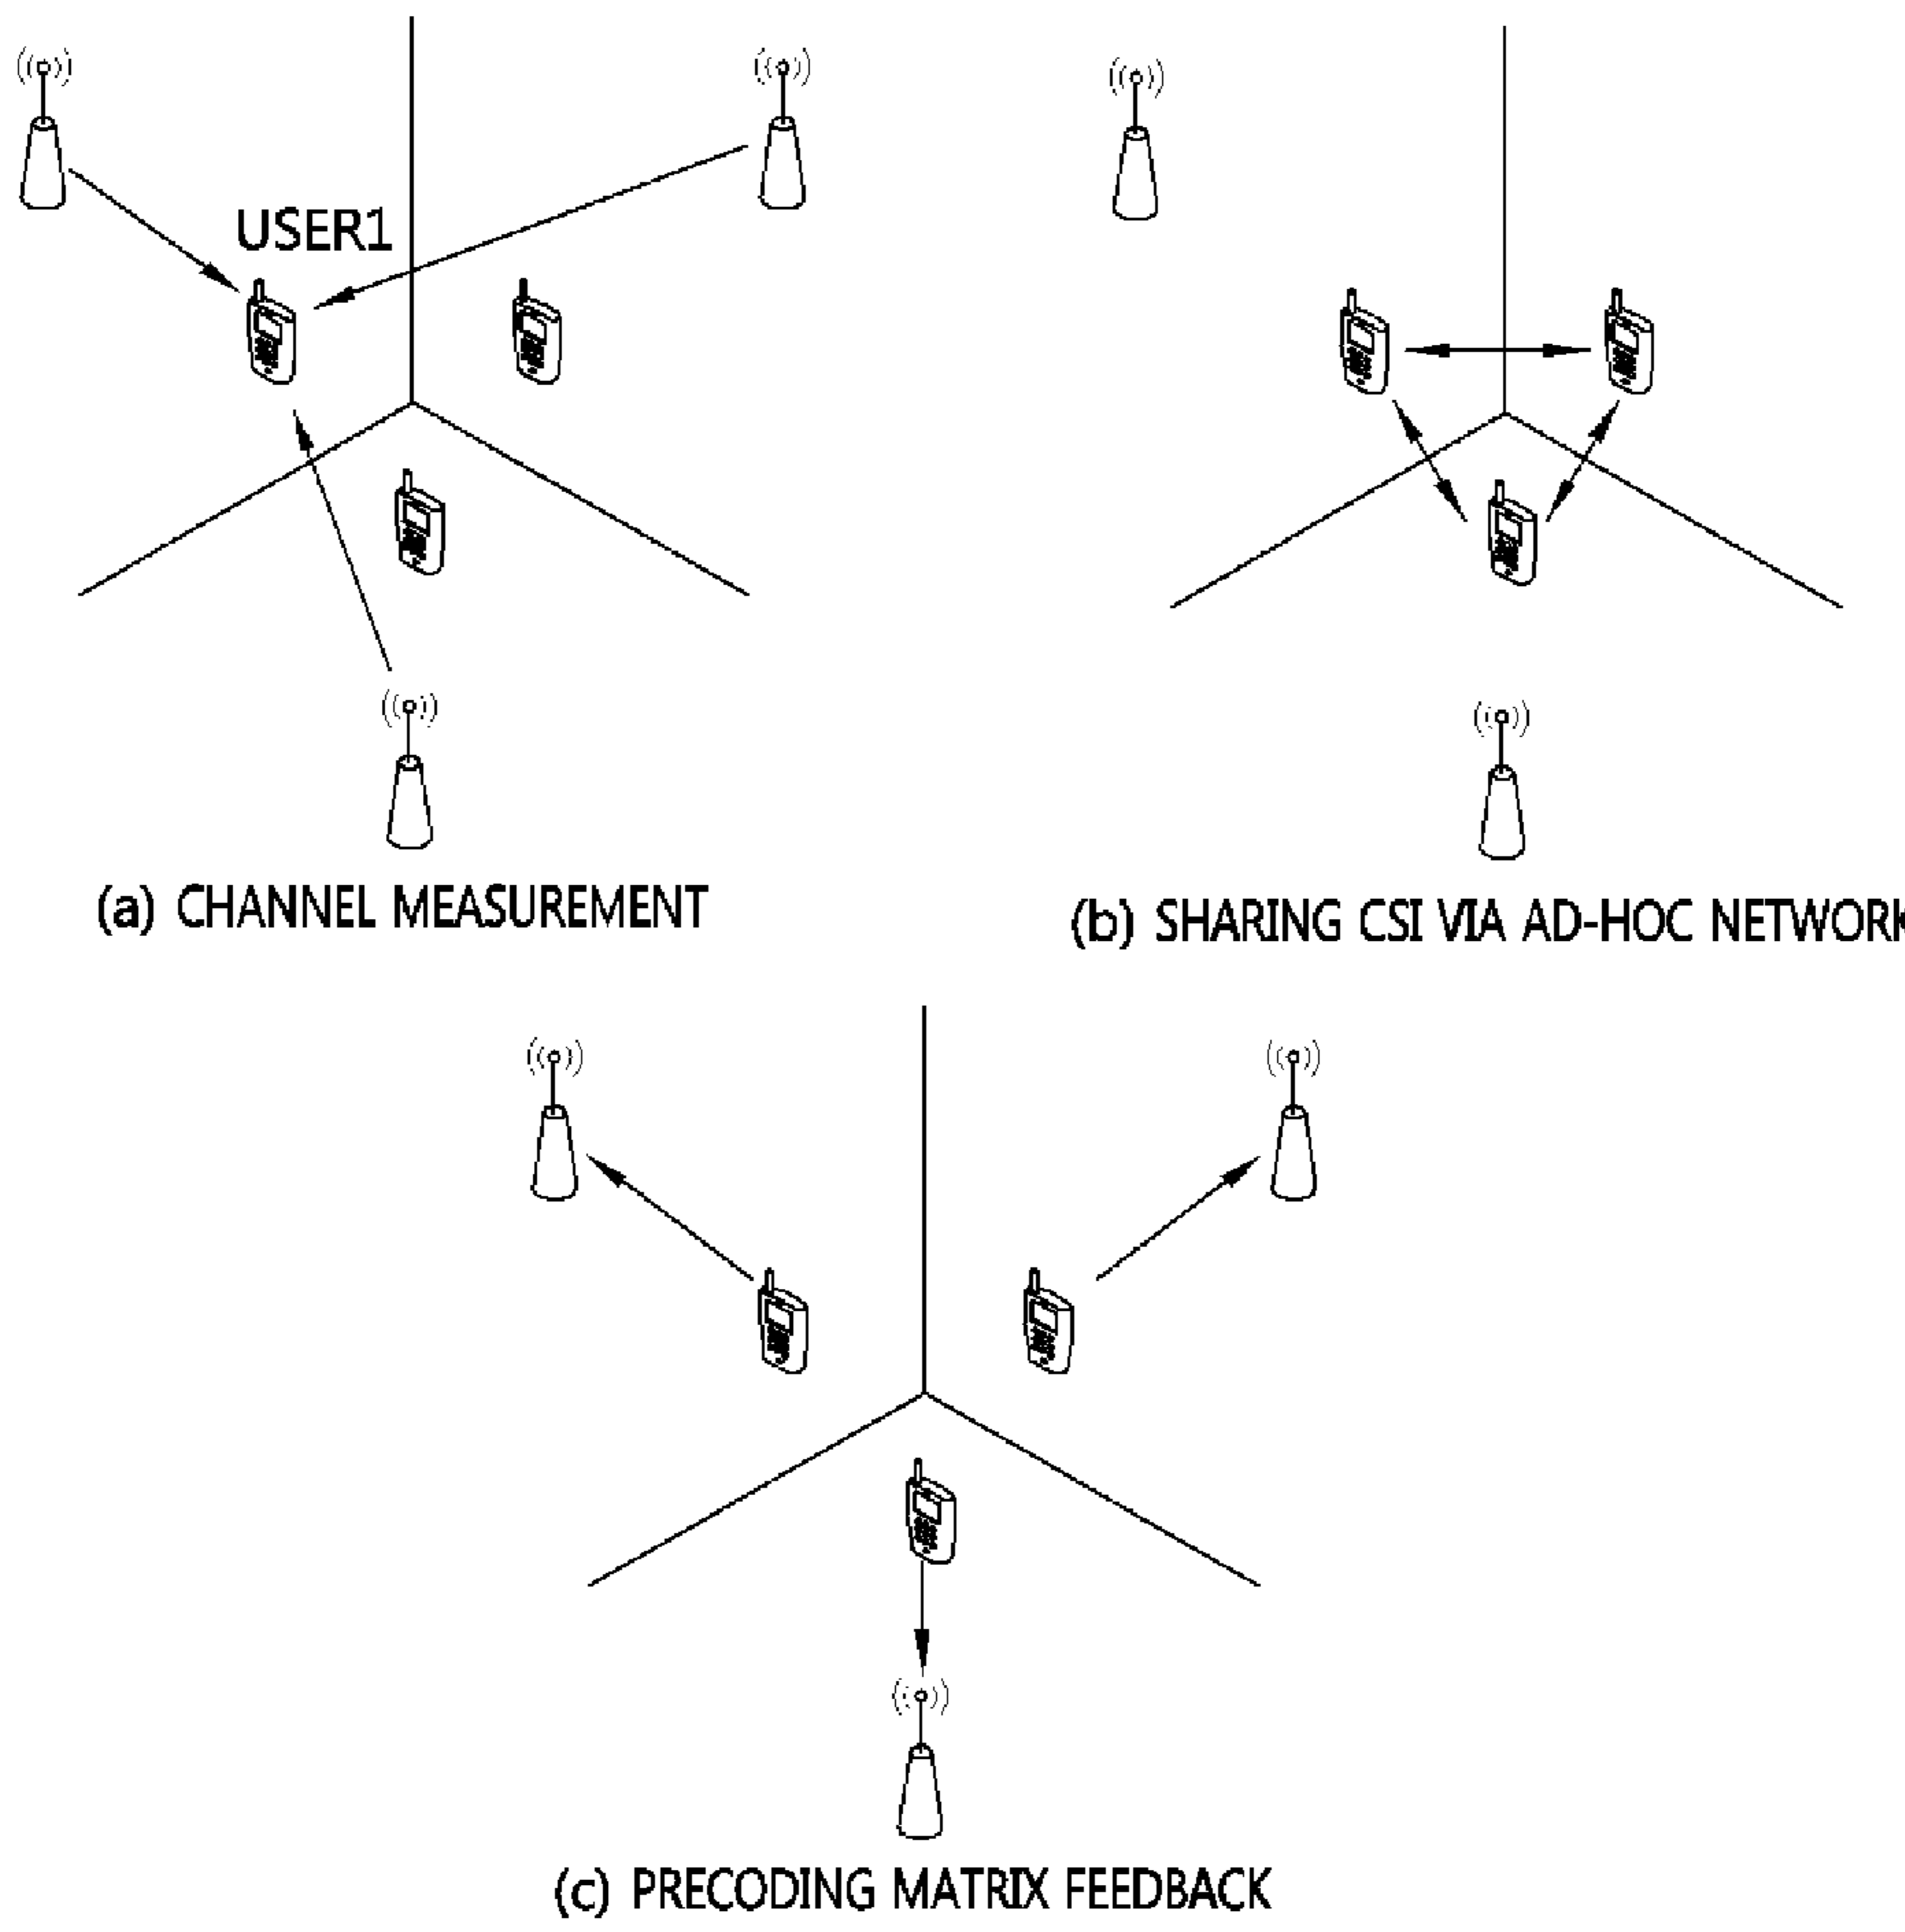 USER1
(a) CHANNEL MEASUREMENT
(b) SHARING CSI VIA AD-HOC NETWORK
(c) PRECODING MATRIX FEEDBACK